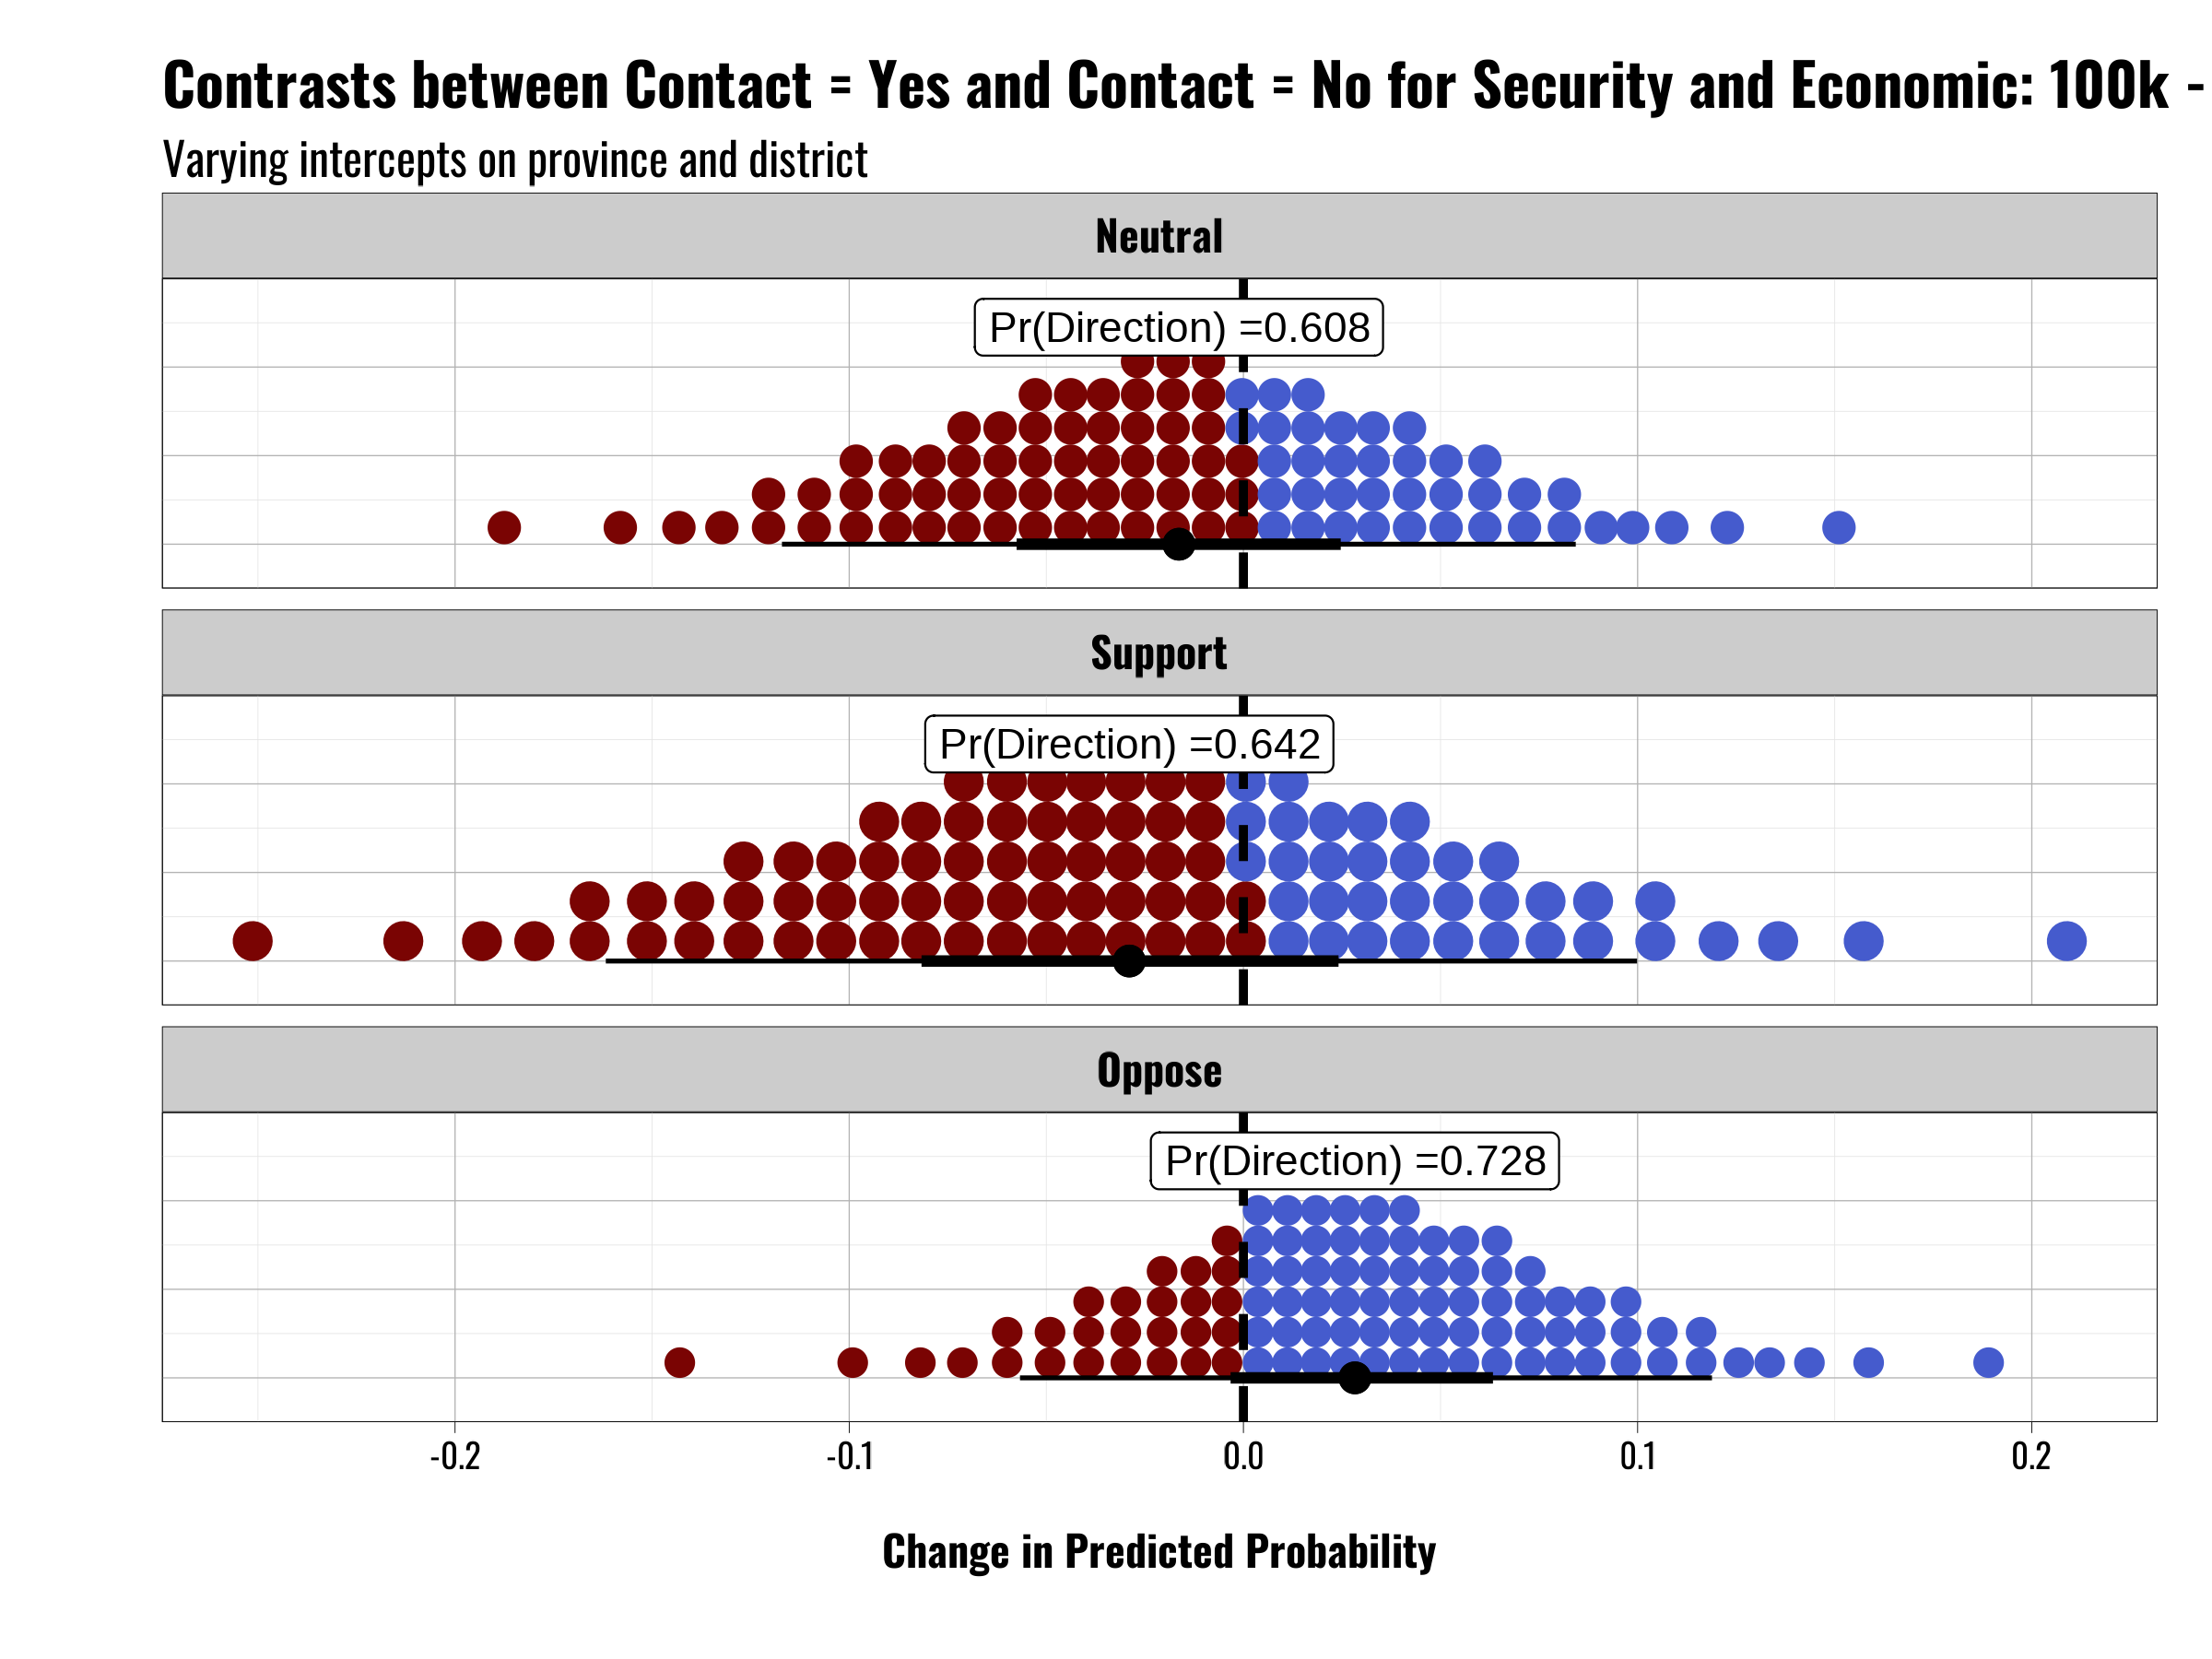 Contrasts between Contact = Yes and Contact = No for Security and Economic: 100k -
Varying intercepts on province and district
Neutral
Pr(Direction) =0.608
Support
Pr(Direction) =0.642
Oppose
Pr(Direction) =0.728
-0.2 -0.1 0.0 0.1 0.2
Change in Predicted Probability